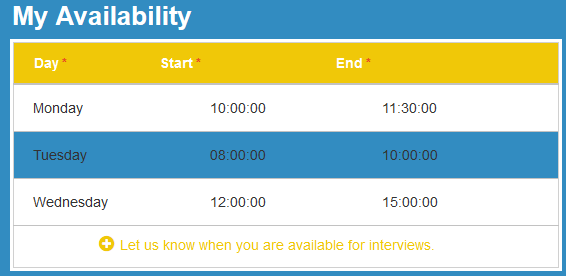 My Availability
Day * Start * End *
Monday 10:00:00 11:30:00
Tuesday 08:00:00 10:00:00
Wednesday 12:00:00 15:00:00
Let us know when you are available for interviews.